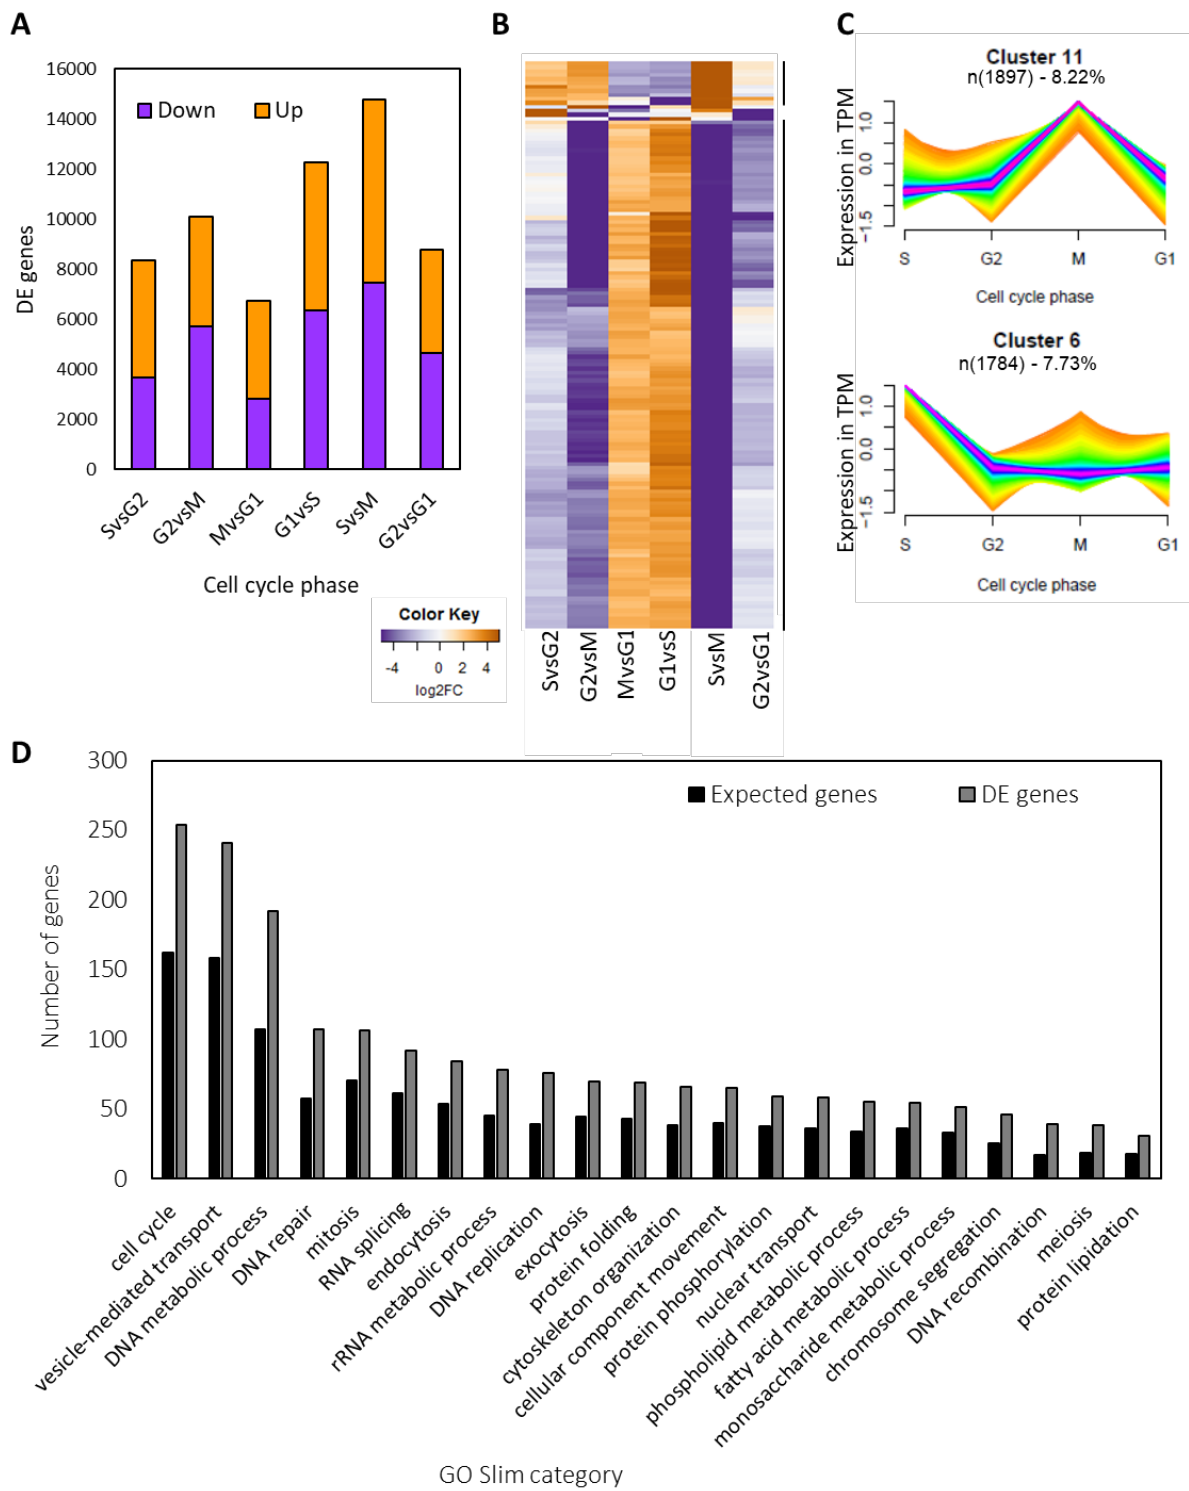 A
DE genes
16000
14000
12000
10000
8000
6000
4000
2000
0
Down
Up
SvsG2
G2vsM
MvsG1
G1vsS
SvsM
G2vsG1
Cell cycle phase
B
Color Key
-4
0
2
4
log2FC
SvsG2
G2vsM
MvsG1
G1vsS
SvsM
G2vsG1
C
Cluster 11
n(1897) - 8.22%
Expression in TPM
1.0
0.0
−1.5
S
G2
M
G1
Cell cycle phase
Cluster 6
n(1784) - 7.73%
Expression in TPM
1.0
0.0
−1.5
S
G2
M
G1
Cell cycle phase
D
Number of genes
300
250
200
150
100
50
0
Expected genes
DE genes
cell cycle
vesicle-mediated transport
DNA metabolic process
DNA repair
mitosis
RNA splicing
endocytosis
rRNA metabolic process
DNA replication
exocytosis
protein folding
cytoskeleton organization
cellular component movement
protein phosphorylation
nuclear transport
phospholipid metabolic process
fatty acid metabolic process
monosaccharide metabolic process
chromosome segregation
DNA recombination
meiosis
protein lipidation
GO Slim category